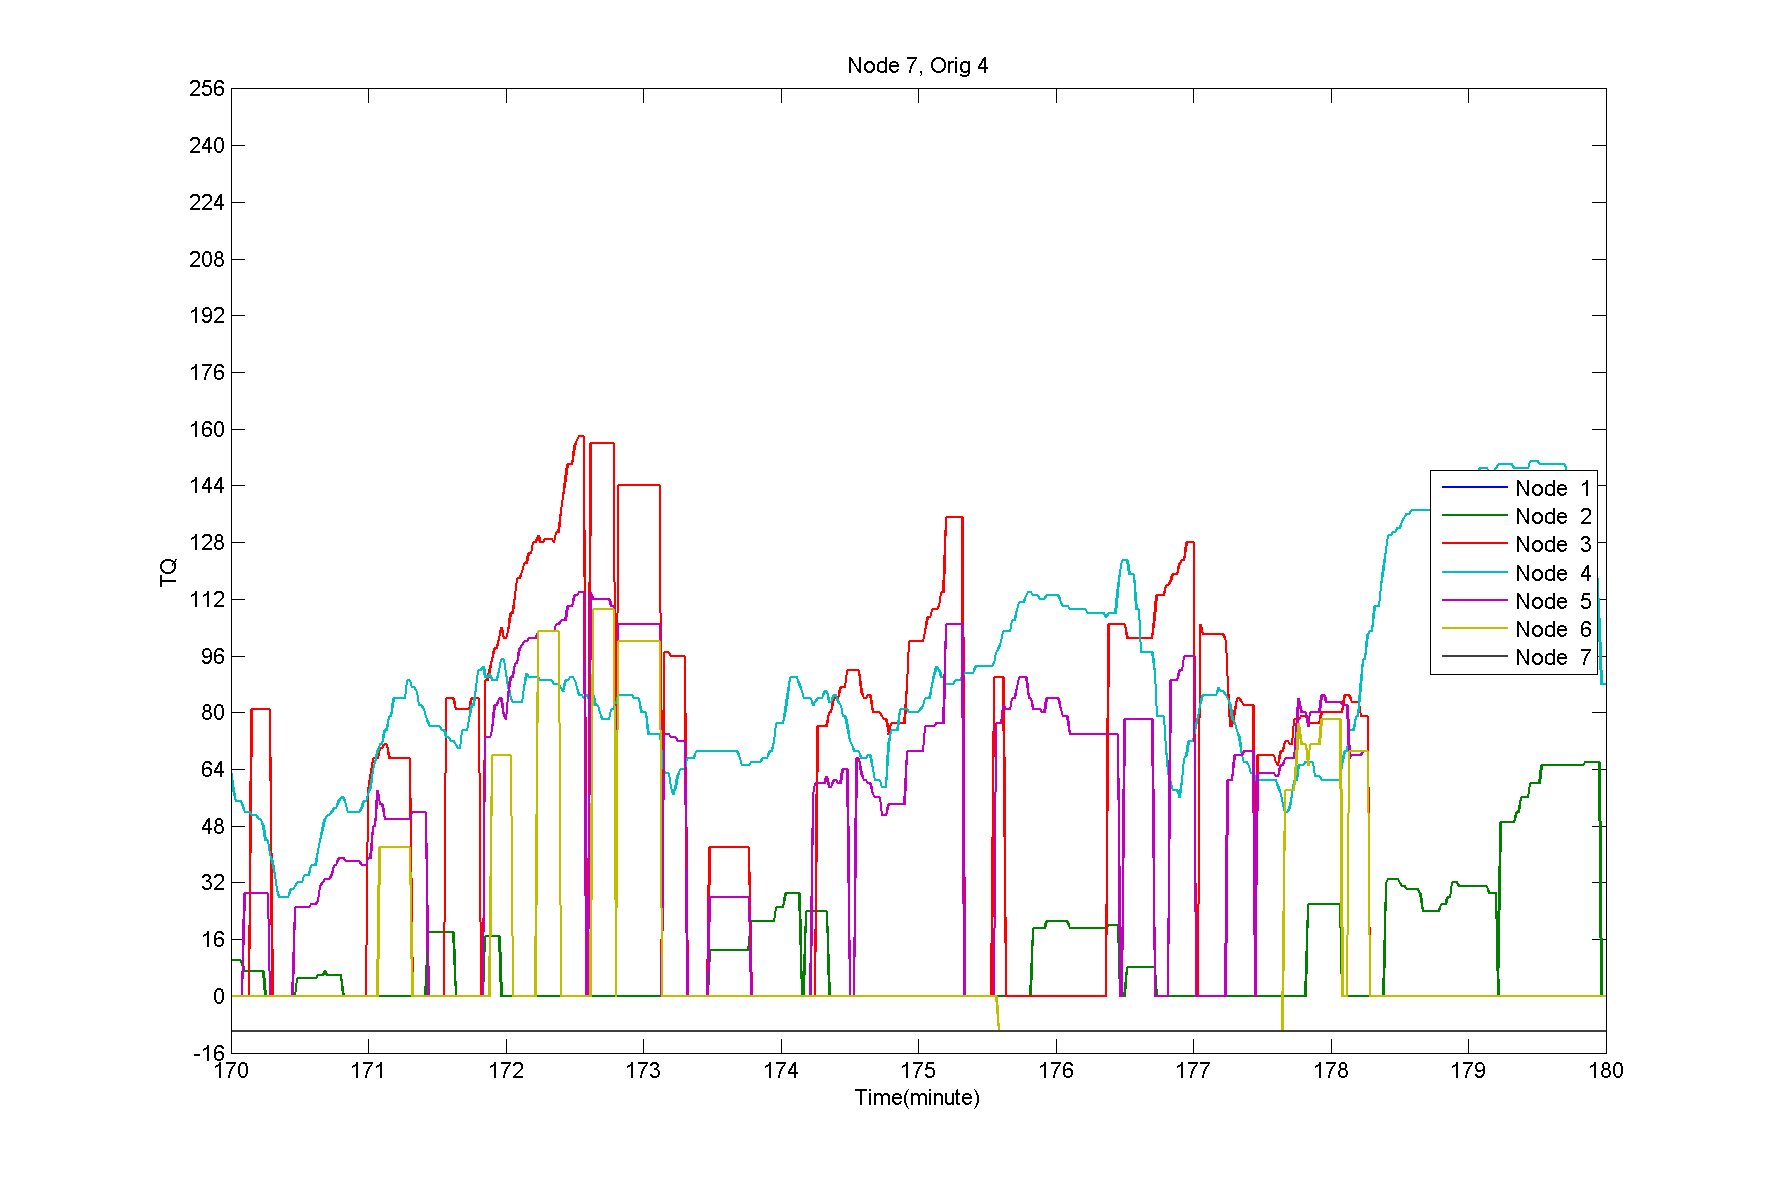 Node 7, Orig 4
256
240
224
208
192
176
160
144
128
112
96
80
64
48
32
16
0
-16
TQ
Node 1
Node 2
Node 3
Node 4
Node 5
Node 6
Node 7
170 171 172 173 174 175 176 177 178 179 180
Time(minute)